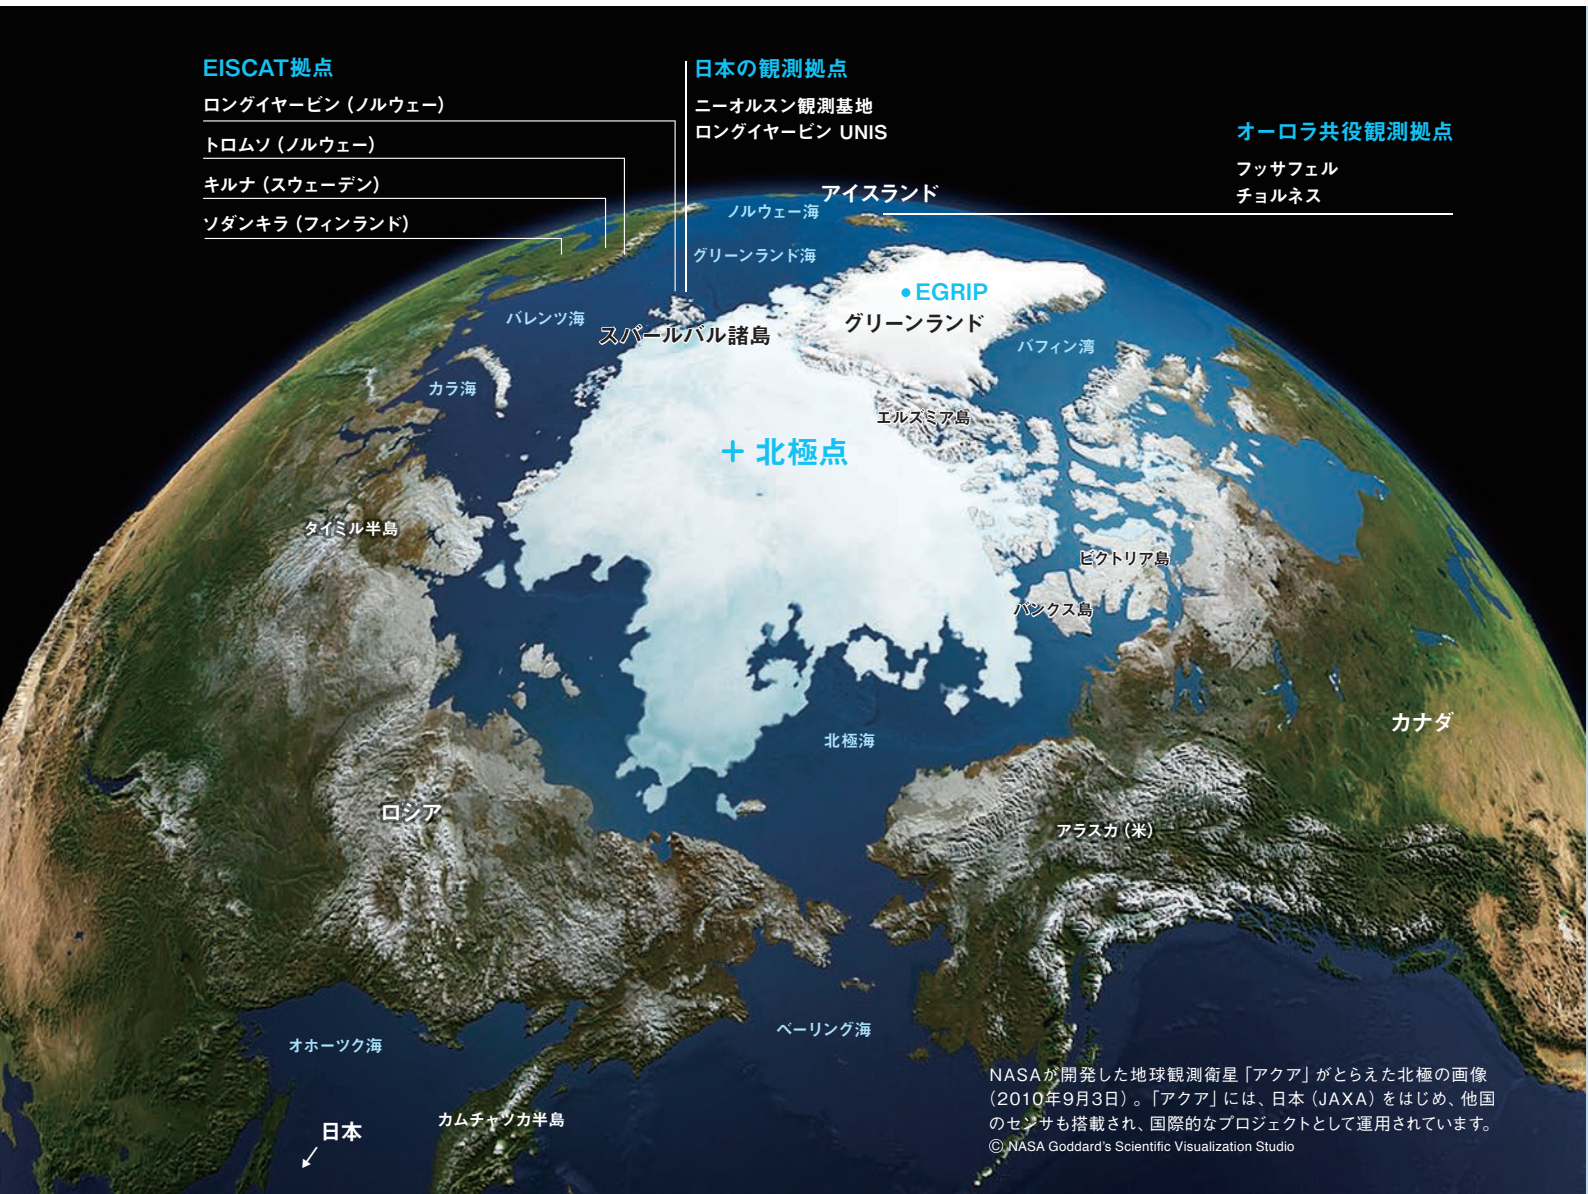 EISCAT拠点
ロングイヤービン（ノルウェー）
トロムソ（ノルウェー）
キルナ（スウェーデン）
ソダンキラ（フィンランド）
日本の観測拠点
ニーオルスン観測基地
ロングイヤービン UNIS
オーロラ共役観測拠点
フッサフェル
チョルネス
アイスランド
ノルウェー海
グリーンランド海
EGRIP
グリーンランド
バレンツ海
スバールバル諸島
バフィン湾
カラ海
エルズミア島
＋ 北極点
タイミル半島
ビクトリア島
バンクス島
カナダ
北極海
ロシア
アラスカ（米）
ベーリング海
オホーツク海
カムチャツカ半島
日本
NASAが開発した地球観測衛星「アクア」がとらえた北極の画像
（2010年9月3日）。「アクア」には、日本（JAXA）をはじめ、他国
のセンサも搭載され、国際的なプロジェクトとして運用されています。
Ⓒ NASA Goddard's Scientific Visualization Studio